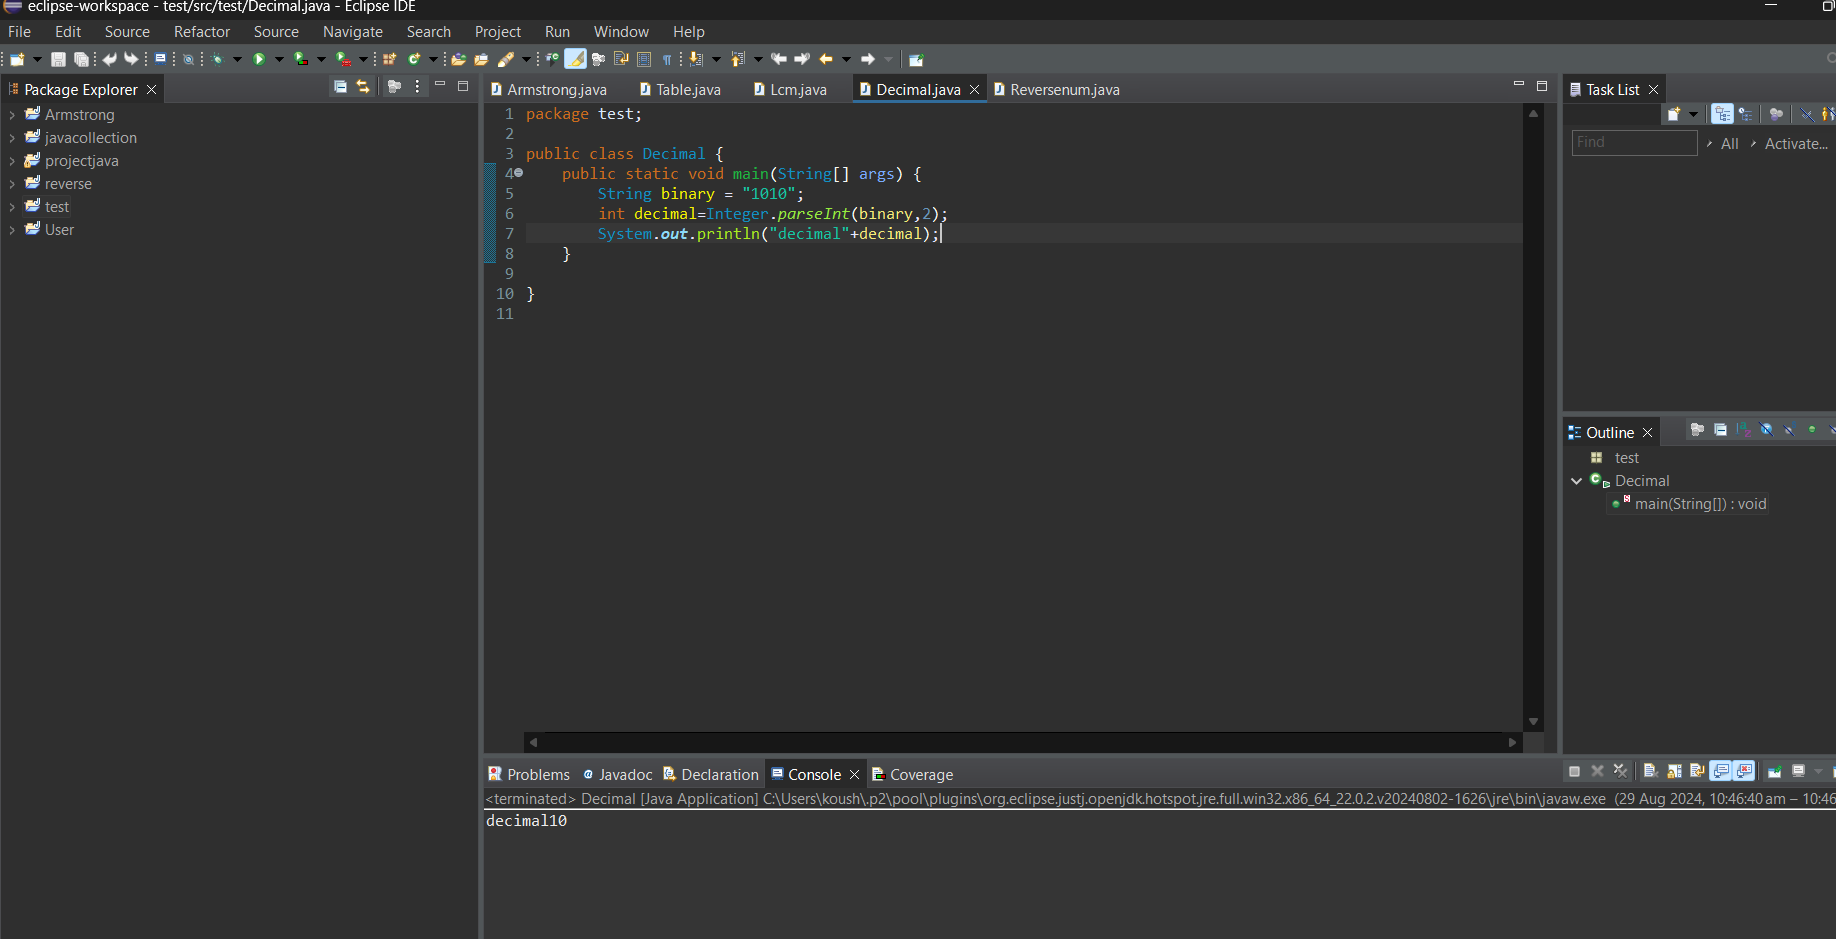 eclipse-workspace - test/src/test/Decimal.java - Eclipse IDE
File Edit Source Refactor Source Navigate Search Project Run Window Help
Package Explorer
Armstrong
javacollection
projectjava
reverse
test
User
Armstrong.java Table.java Lcm.java Decimal.java Reversenum.java
1 package test;
2
3 public class Decimal {
4 public static void main(String[] args) {
5 String binary = "1010";
6 int decimal=Integer.parseInt(binary,2);
7 System.out.println("decimal"+decimal);
8 }
9
10 }
11
Task List
Find All Activate...
Outline
test
Decimal
main(String[]) : void
Problems Javadoc Declaration Console Coverage
<terminated> Decimal [Java Application] C:\Users\koush\.p2\pool\plugins\org.eclipse.justj.openjdk.hotspot.jre.full.win32.x86_64_22.0.2.v20240802-1626\jre\bin\javaw.exe (29 Aug 2024, 10:46:40 am – 10:46
decimal10